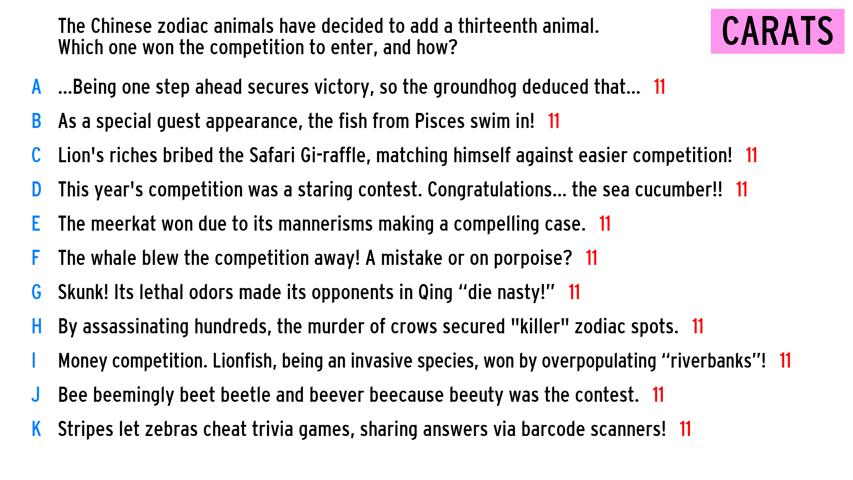 The Chinese zodiac animals have decided to add a thirteenth animal.
Which one won the competition to enter, and how?
CARATS
A ...Being one step ahead secures victory, so the groundhog deduced that... 11
B As a special guest appearance, the fish from Pisces swim in! 11
C Lion's riches bribed the Safari Gi-raffle, matching himself against easier competition! 11
D This year's competition was a staring contest. Congratulations... the sea cucumber!! 11
E The meerkat won due to its mannerisms making a compelling case. 11
F The whale blew the competition away! A mistake or on porpoise? 11
G Skunk! Its lethal odors made its opponents in Qing “die nasty!” 11
H By assassinating hundreds, the murder of crows secured "killer" zodiac spots. 11
I Money competition. Lionfish, being an invasive species, won by overpopulating “riverbanks”! 11
J Bee beemingly beet beetle and beever beecause beeuty was the contest. 11
K Stripes let zebras cheat trivia games, sharing answers via barcode scanners! 11